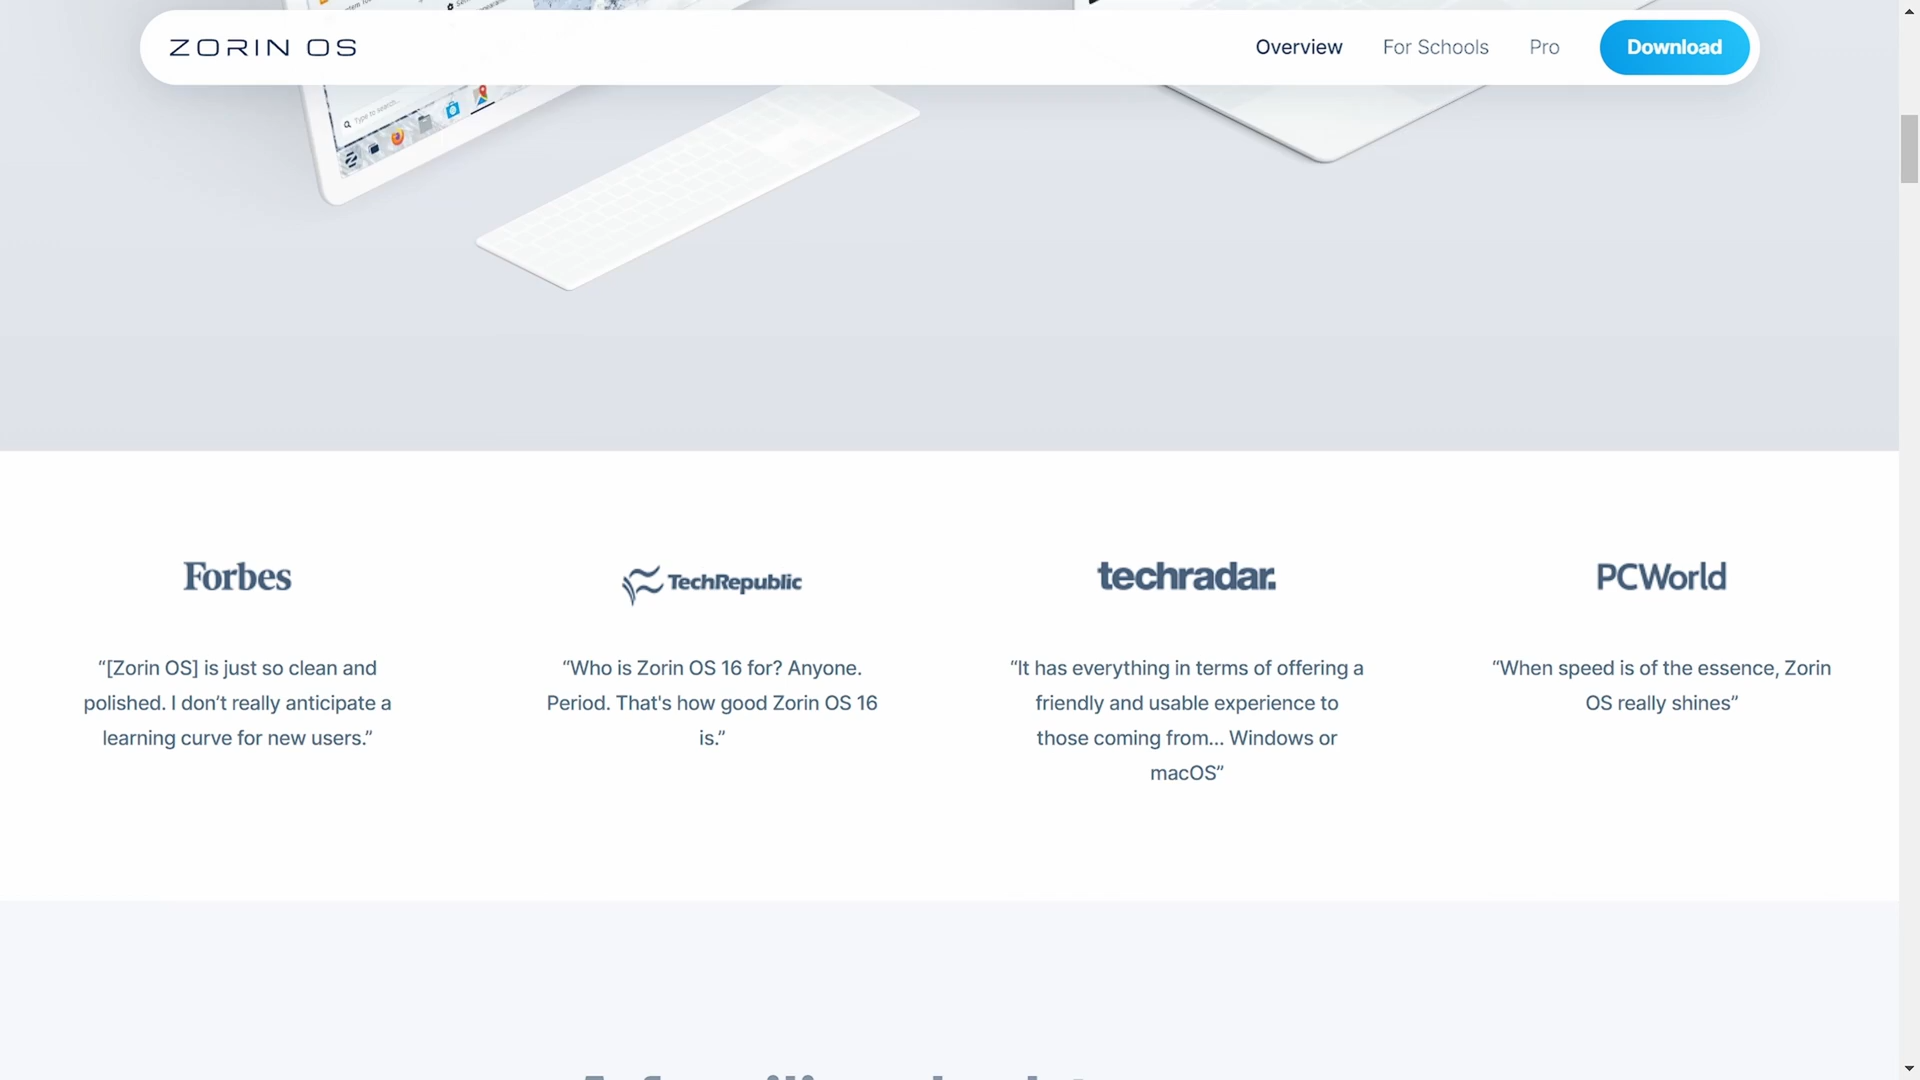 ZORIN OS
Overview
For Schools
Pro
Download
Type to search...
Forbes
“[Zorin OS] is just so clean and
polished. I don’t really anticipate a
learning curve for new users.”
TechRepublic
“Who is Zorin OS 16 for? Anyone.
Period. That's how good Zorin OS 16
is.”
techradar.
“It has everything in terms of offering a
friendly and usable experience to
those coming from... Windows or
macOS”
PCWorld
“When speed is of the essence, Zorin
OS really shines”